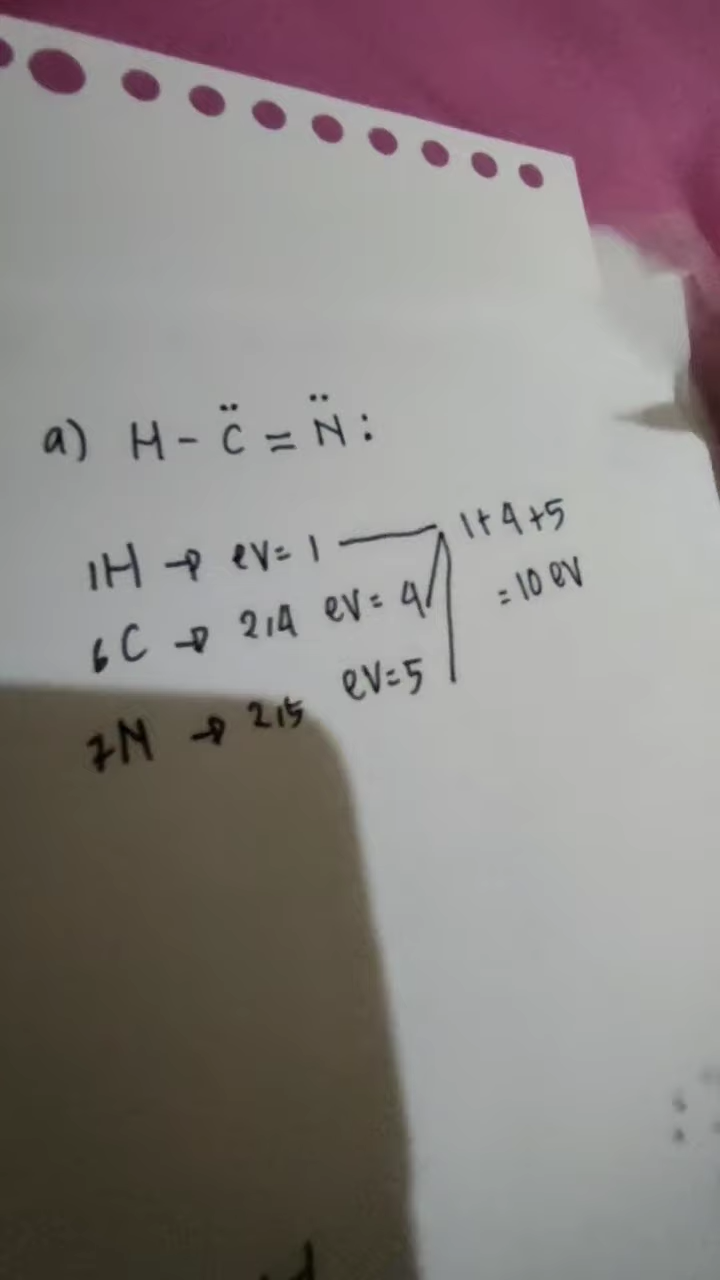 a) H - C̈ = N̈ :
1H → ev = 1 1+4+5
6C → 2,4 ev = 4 = 10 ev
7N → 2,5 ev = 5